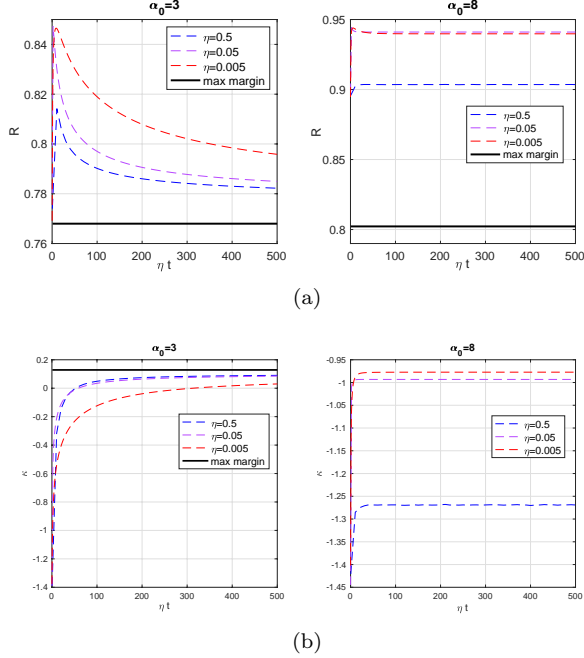 α₀=3
R
0.84
0.82
0.8
0.78
0.76
0
100
200
300
400
500
η t
η=0.5
η=0.05
η=0.005
max margin
α₀=8
R
1
0.95
0.9
0.85
0.8
0
100
200
300
400
500
η t
η=0.5
η=0.05
η=0.005
max margin
(a)
α₀=3
κ
0.2
0
-0.2
-0.4
-0.6
-0.8
-1
-1.2
-1.4
0
100
200
300
400
500
η t
η=0.5
η=0.05
η=0.005
max margin
α₀=8
κ
-0.95
-1
-1.05
-1.1
-1.15
-1.2
-1.25
-1.3
-1.35
-1.4
-1.45
0
100
200
300
400
500
η t
η=0.5
η=0.05
η=0.005
(b)